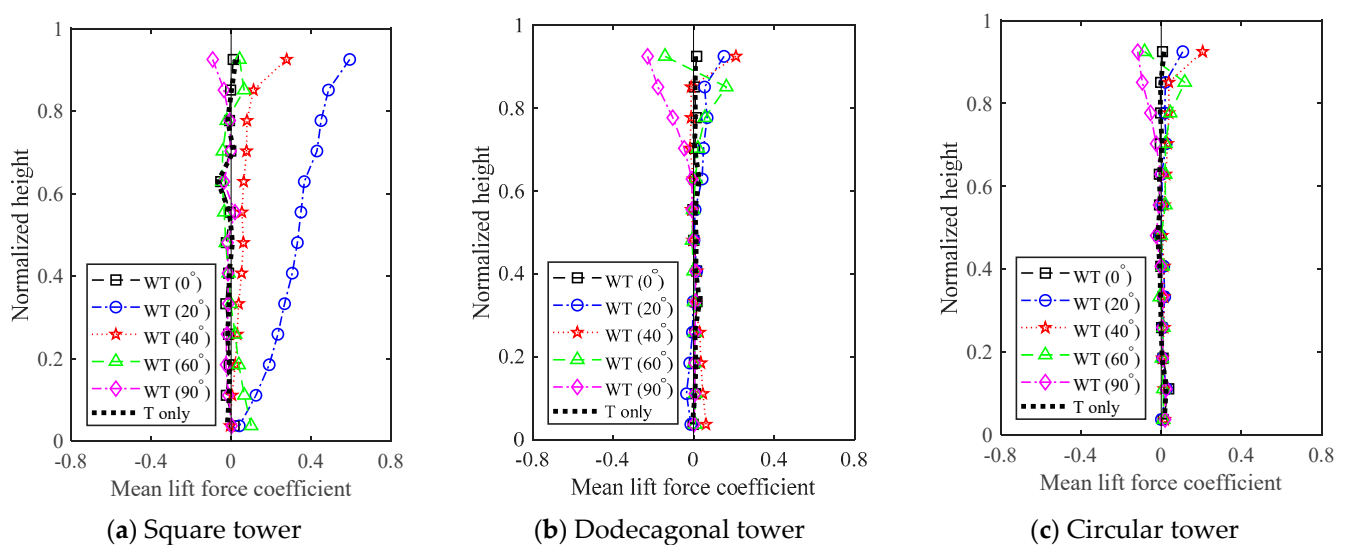 1
0.8
0.6
0.4
0.2
0
Normalized height
WT (0°)
WT (20°)
WT (40°)
WT (60°)
WT (90°)
T only
-0.8 -0.4 0 0.4 0.8
Mean lift force coefficient
(a) Square tower
1
0.8
0.6
0.4
0.2
0
Normalized height
WT (0°)
WT (20°)
WT (40°)
WT (60°)
WT (90°)
T only
-0.8 -0.4 0 0.4 0.8
Mean lift force coefficient
(b) Dodecagonal tower
1
0.8
0.6
0.4
0.2
0
Normalized height
WT (0°)
WT (20°)
WT (40°)
WT (60°)
WT (90°)
T only
-0.8 -0.4 0 0.4 0.8
Mean lift force coefficient
(c) Circular tower